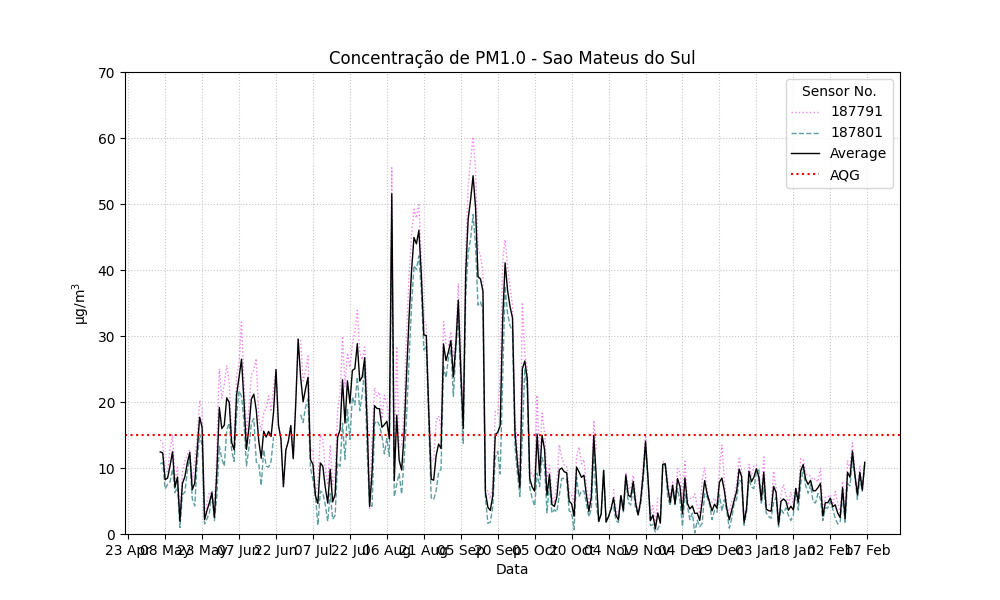 Concentração de PM1.0 - Sao Mateus do Sul
Sensor No.
187791
187801
Average
AQG
70
60
50
40
30
20
10
0
µg/m³
23 Apr 08 May 23 May 07 Jun 22 Jun 07 Jul 22 Jul 06 Aug 21 Aug 05 Sep 20 Sep 05 Oct 20 Oct 04 Nov 19 Nov 04 Dec 19 Dec 03 Jan 18 Jan 02 Feb 17 Feb
Data